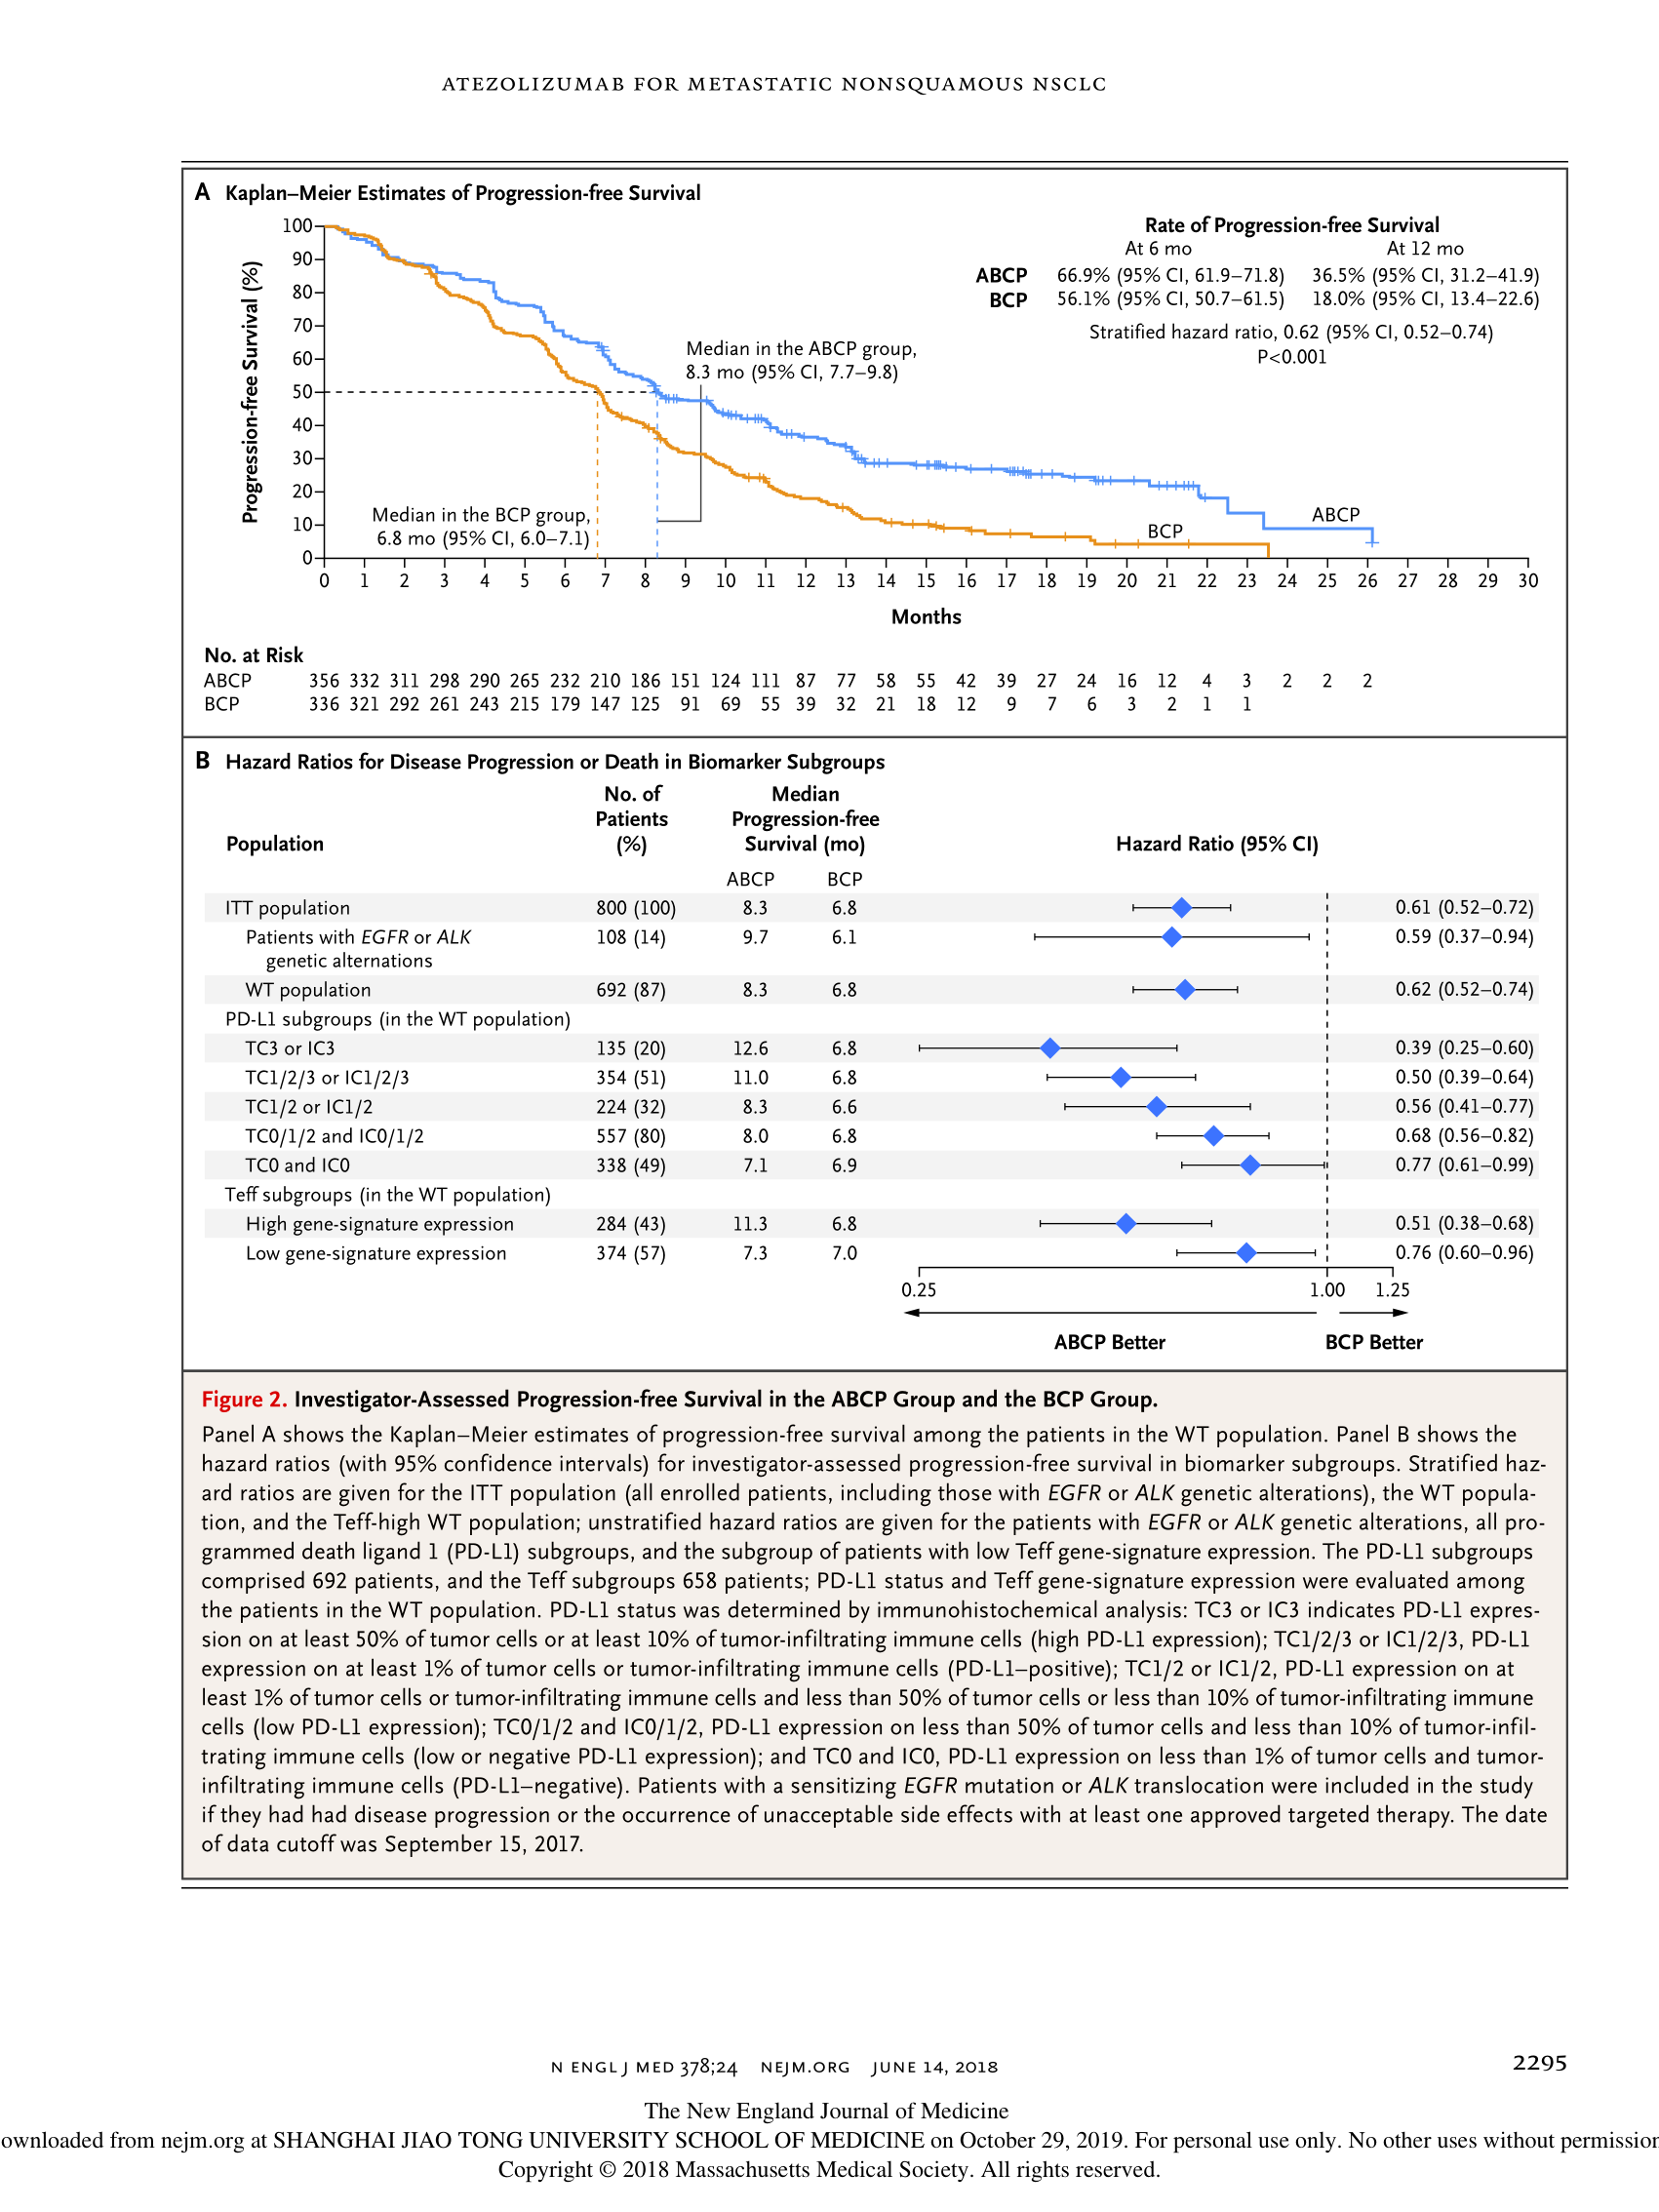 ATEZOLIZUMAB FOR METASTATIC NONSQUAMOUS NSCLC
A Kaplan–Meier Estimates of Progression-free Survival
Progression-free Survival (%)
100
90
80
70
60
50
40
30
20
10
0
0 1 2 3 4 5 6 7 8 9 10 11 12 13 14 15 16 17 18 19 20 21 22 23 24 25 26 27 28 29 30
Months
Rate of Progression-free Survival
At 6 mo At 12 mo
ABCP 66.9% (95% CI, 61.9–71.8) 36.5% (95% CI, 31.2–41.9)
BCP 56.1% (95% CI, 50.7–61.5) 18.0% (95% CI, 13.4–22.6)
Stratified hazard ratio, 0.62 (95% CI, 0.52–0.74)
P<0.001
Median in the ABCP group,
8.3 mo (95% CI, 7.7–9.8)
Median in the BCP group,
6.8 mo (95% CI, 6.0–7.1)
ABCP
BCP
No. at Risk
ABCP 356 332 311 298 290 265 232 210 186 151 124 111 87 77 58 55 42 39 27 24 16 12 4 3 2 2 2
BCP 336 321 292 261 243 215 179 147 125 91 69 55 39 32 21 18 12 9 7 6 3 2 1 1
B Hazard Ratios for Disease Progression or Death in Biomarker Subgroups
Population
No. of
Patients
(%)
Median
Progression-free
Survival (mo)
Hazard Ratio (95% CI)
ABCP BCP
ITT population 800 (100) 8.3 6.8 0.61 (0.52–0.72)
Patients with EGFR or ALK 108 (14) 9.7 6.1 0.59 (0.37–0.94)
genetic alternations
WT population 692 (87) 8.3 6.8 0.62 (0.52–0.74)
PD-L1 subgroups (in the WT population)
TC3 or IC3 135 (20) 12.6 6.8 0.39 (0.25–0.60)
TC1/2/3 or IC1/2/3 354 (51) 11.0 6.8 0.50 (0.39–0.64)
TC1/2 or IC1/2 224 (32) 8.3 6.6 0.56 (0.41–0.77)
TC0/1/2 and IC0/1/2 557 (80) 8.0 6.8 0.68 (0.56–0.82)
TC0 and IC0 338 (49) 7.1 6.9 0.77 (0.61–0.99)
Teff subgroups (in the WT population)
High gene-signature expression 284 (43) 11.3 6.8 0.51 (0.38–0.68)
Low gene-signature expression 374 (57) 7.3 7.0 0.76 (0.60–0.96)
0.25 1.00 1.25
ABCP Better BCP Better
Figure 2. Investigator-Assessed Progression-free Survival in the ABCP Group and the BCP Group.
Panel A shows the Kaplan–Meier estimates of progression-free survival among the patients in the WT population. Panel B shows the
hazard ratios (with 95% confidence intervals) for investigator-assessed progression-free survival in biomarker subgroups. Stratified haz-
ard ratios are given for the ITT population (all enrolled patients, including those with EGFR or ALK genetic alterations), the WT popula-
tion, and the Teff-high WT population; unstratified hazard ratios are given for the patients with EGFR or ALK genetic alterations, all pro-
grammed death ligand 1 (PD-L1) subgroups, and the subgroup of patients with low Teff gene-signature expression. The PD-L1 subgroups
comprised 692 patients, and the Teff subgroups 658 patients; PD-L1 status and Teff gene-signature expression were evaluated among
the patients in the WT population. PD-L1 status was determined by immunohistochemical analysis: TC3 or IC3 indicates PD-L1 expres-
sion on at least 50% of tumor cells or at least 10% of tumor-infiltrating immune cells (high PD-L1 expression); TC1/2/3 or IC1/2/3, PD-L1
expression on at least 1% of tumor cells or tumor-infiltrating immune cells (PD-L1–positive); TC1/2 or IC1/2, PD-L1 expression on at
least 1% of tumor cells or tumor-infiltrating immune cells and less than 50% of tumor cells or less than 10% of tumor-infiltrating immune
cells (low PD-L1 expression); TC0/1/2 and IC0/1/2, PD-L1 expression on less than 50% of tumor cells and less than 10% of tumor-infil-
trating immune cells (low or negative PD-L1 expression); and TC0 and IC0, PD-L1 expression on less than 1% of tumor cells and tumor-
infiltrating immune cells (PD-L1–negative). Patients with a sensitizing EGFR mutation or ALK translocation were included in the study
if they had had disease progression or the occurrence of unacceptable side effects with at least one approved targeted therapy. The date
of data cutoff was September 15, 2017.
N ENGL J MED 378;24 NEJM.ORG JUNE 14, 2018 2295
The New England Journal of Medicine
ownloaded from nejm.org at SHANGHAI JIAO TONG UNIVERSITY SCHOOL OF MEDICINE on October 29, 2019. For personal use only. No other uses without permission
Copyright © 2018 Massachusetts Medical Society. All rights reserved.